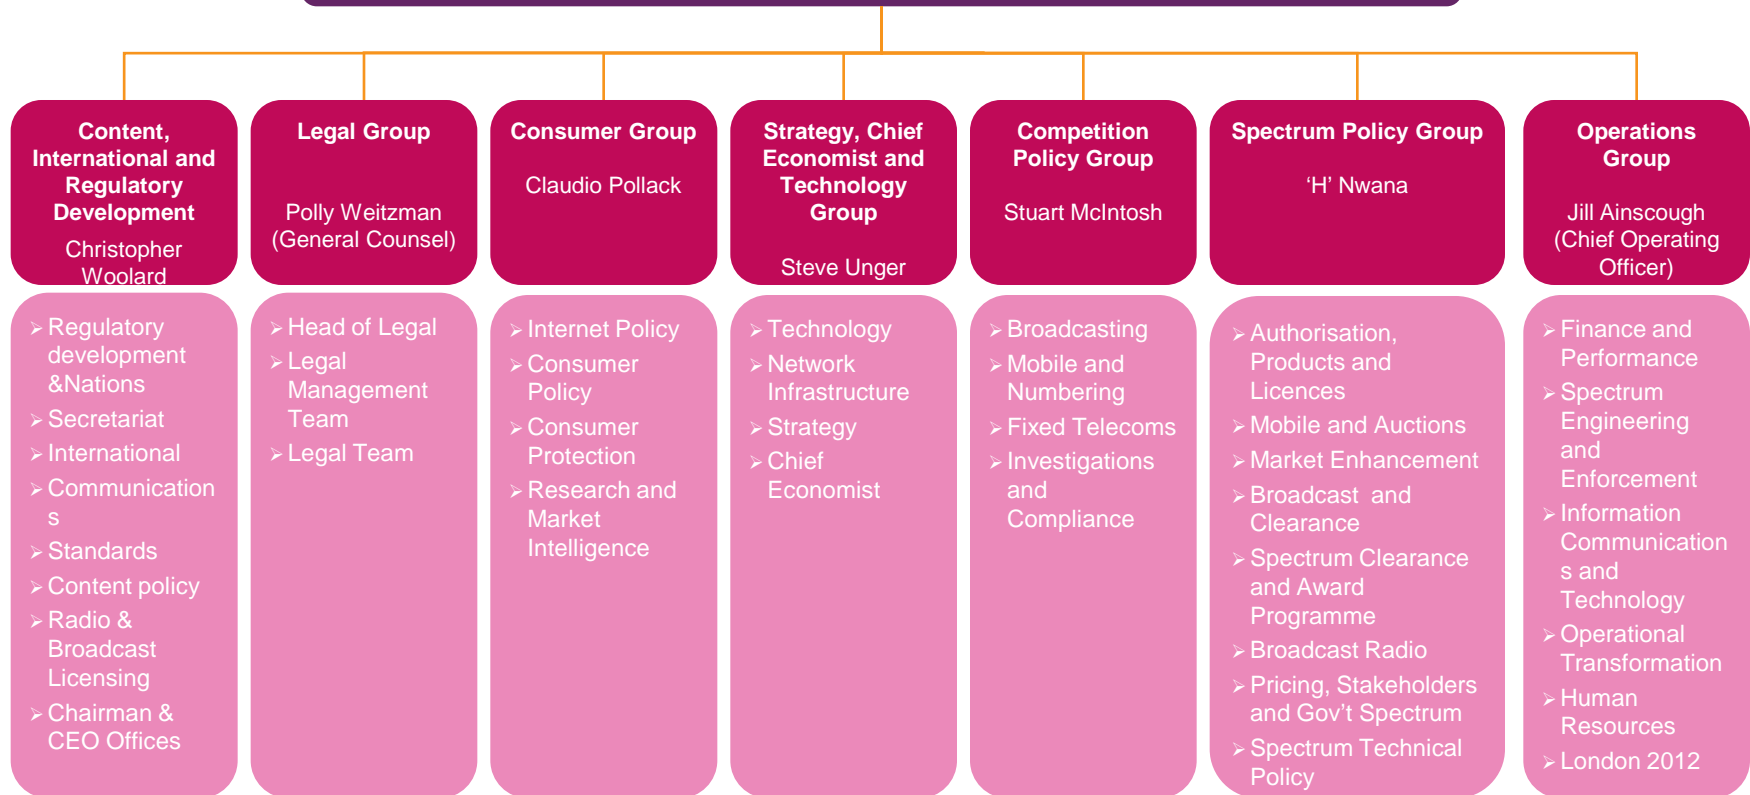 Content,
International and
Regulatory
Development
Christopher
Woolard
➢Regulatory
development
&Nations
➢Secretariat
➢International
➢Communication
s
➢Standards
➢Content policy
➢Radio &
Broadcast
Licensing
➢Chairman &
CEO Offices
Legal Group
Polly Weitzman
(General Counsel)
➢Head of Legal
➢Legal
Management
Team
➢Legal Team
Consumer Group
Claudio Pollack
➢Internet Policy
➢Consumer
Policy
➢Consumer
Protection
➢Research and
Market
Intelligence
Strategy, Chief
Economist and
Technology
Group
Steve Unger
➢Technology
➢Network
Infrastructure
➢Strategy
➢Chief
Economist
Competition
Policy Group
Stuart McIntosh
➢Broadcasting
➢Mobile and
Numbering
➢Fixed Telecoms
➢Investigations
and
Compliance
Spectrum Policy Group
‘H’ Nwana
➢Authorisation,
Products and
Licences
➢Mobile and Auctions
➢Market Enhancement
➢Broadcast and
Clearance
➢Spectrum Clearance
and Award
Programme
➢Broadcast Radio
➢Pricing, Stakeholders
and Gov’t Spectrum
➢Spectrum Technical
Policy
Operations
Group
Jill Ainscough
(Chief Operating
Officer)
➢Finance and
Performance
➢Spectrum
Engineering
and
Enforcement
➢Information
Communication
s and
Technology
➢Operational
Transformation
➢Human
Resources
➢London 2012